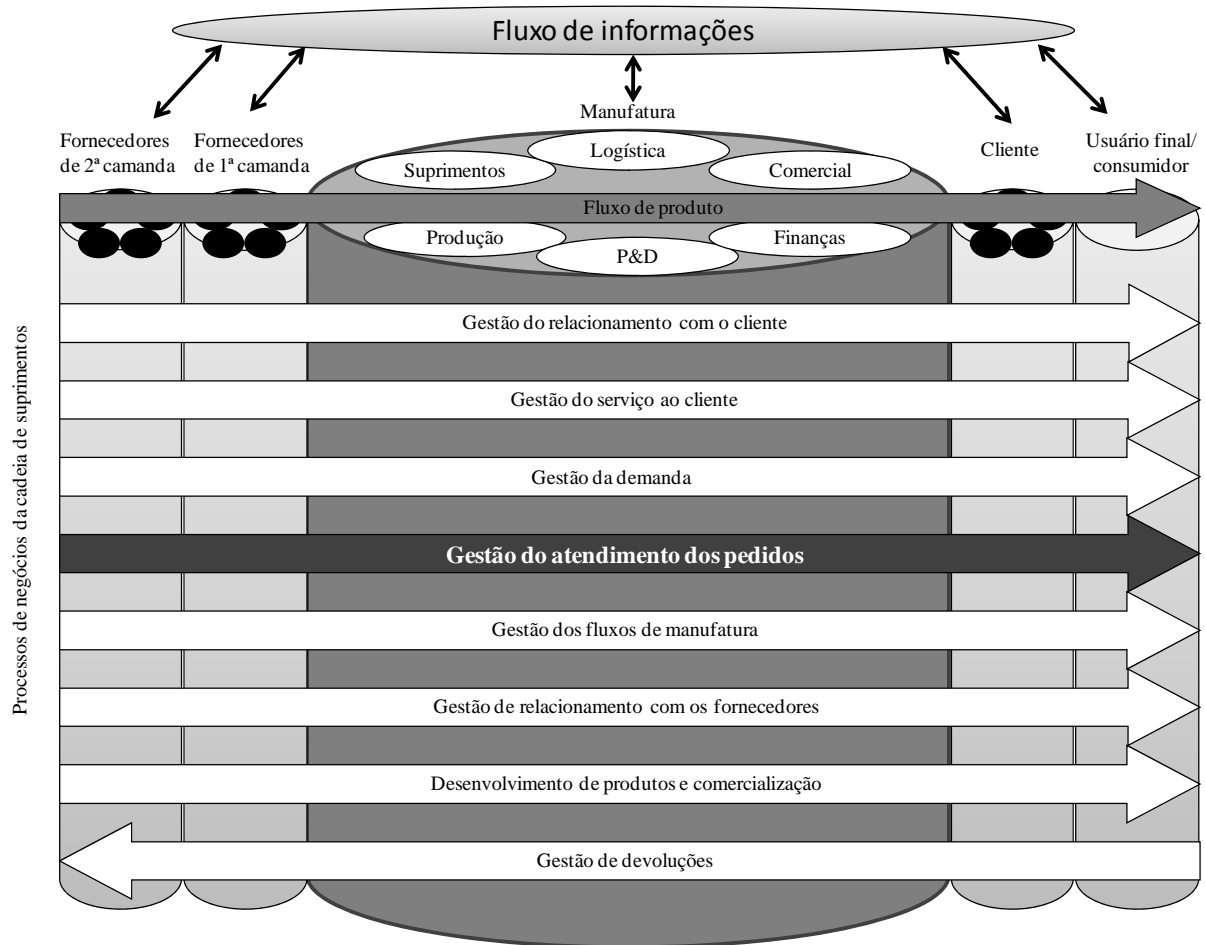 Fluxo de informações
Manufatura
Fornecedores
de 2ª camanda
Fornecedores
de 1ª camanda
Cliente
Usuário final/
consumidor
Logística
Suprimentos
Comercial
Fluxo de produto
Produção
Finanças
P&D
Processos de negócios da cadeia de suprimentos
Gestão do relacionamento com o cliente
Gestão do serviço ao cliente
Gestão da demanda
Gestão do atendimento dos pedidos
Gestão dos fluxos de manufatura
Gestão de relacionamento com os fornecedores
Desenvolvimento de produtos e comercialização
Gestão de devoluções